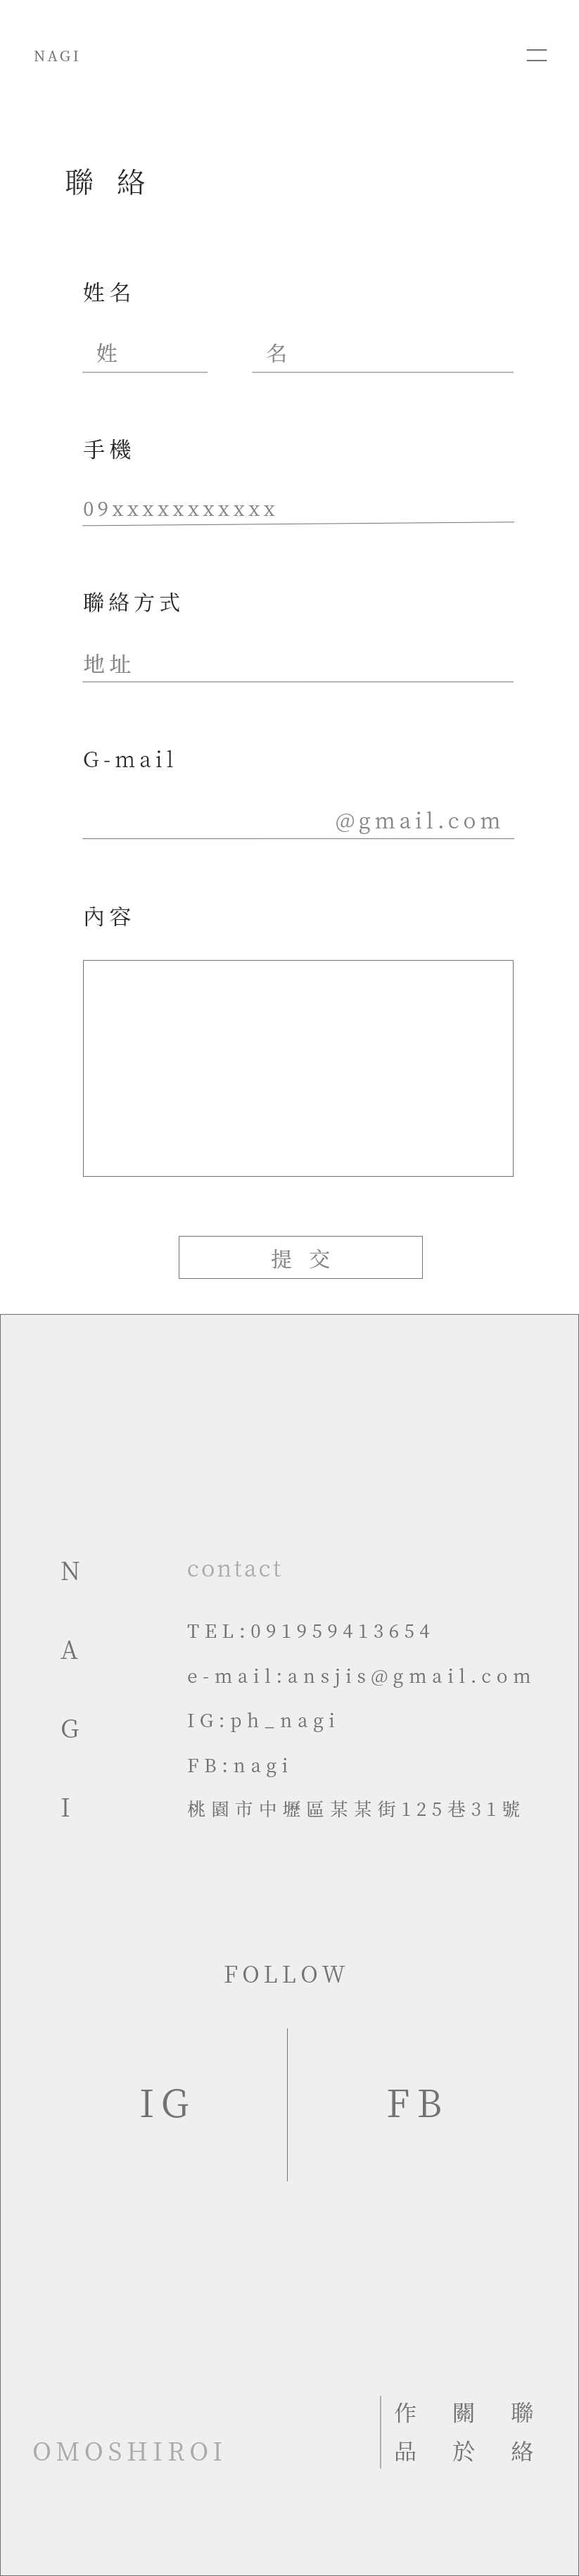 NAGI
聯 絡
姓名
姓 名
手機
09xxxxxxxxxxx
聯絡方式
地址
G-mail
@gmail.com
內容
提 交
N
A
G
I
contact
TEL:091959413654
e-mail:ansjis@gmail.com
IG:ph_nagi
FB:nagi
桃園市中壢區某某街125巷31號
FOLLOW
IG
FB
OMOSHIROI
作品
關於
聯絡